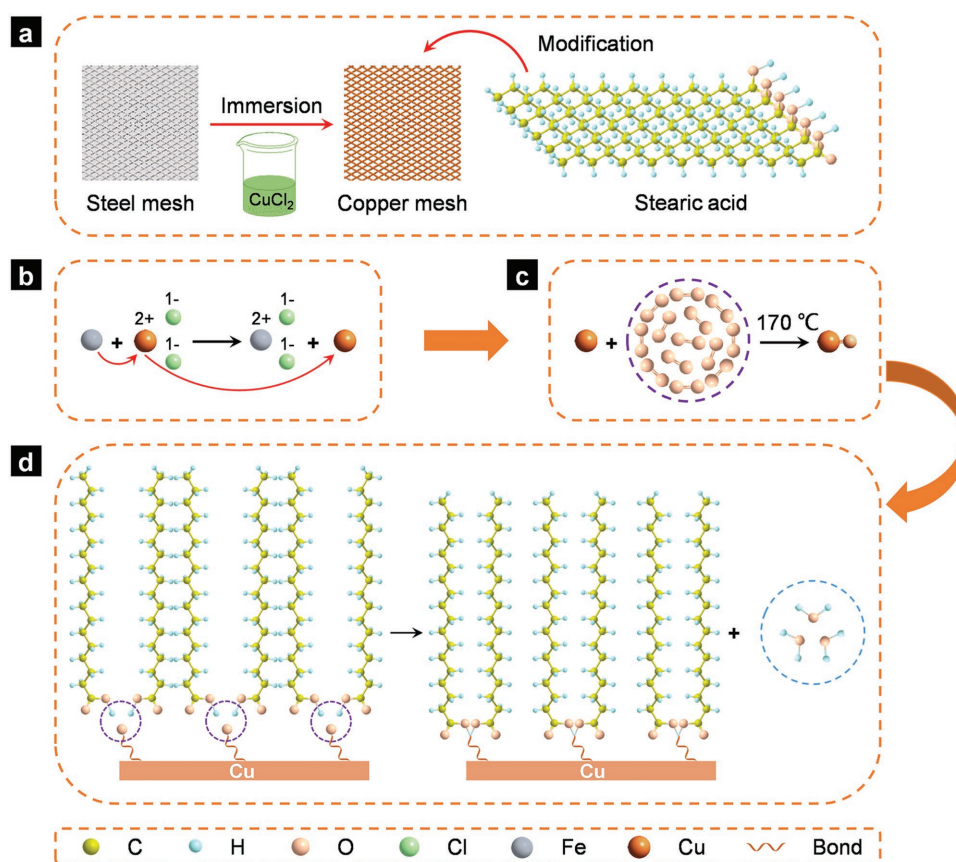 a
Modification
Immersion
CuCl₂
Steel mesh
Copper mesh
Stearic acid
b
1-
1-
2+
2+
+
1-
1-
+
c
170 ℃
+
d
+
Cu
Cu
C H O Cl Fe Cu Bond